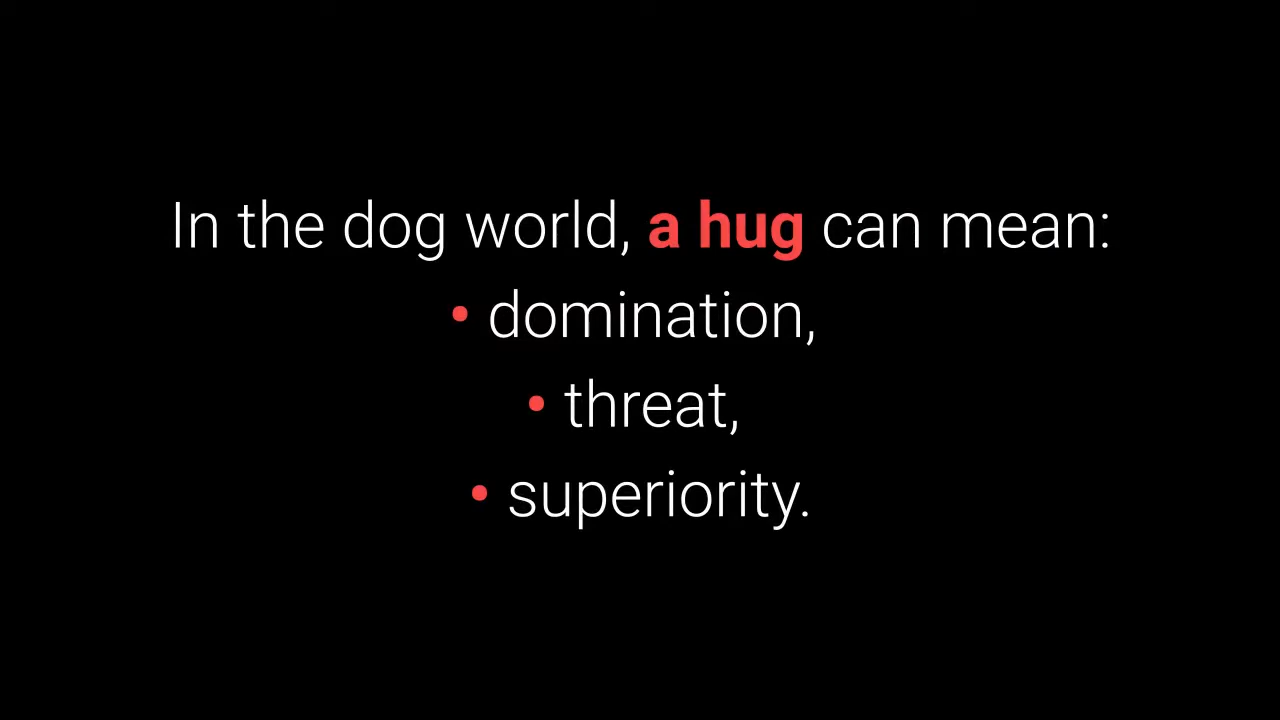 In the dog world, a hug can mean:
• domination,
• threat,
• superiority.